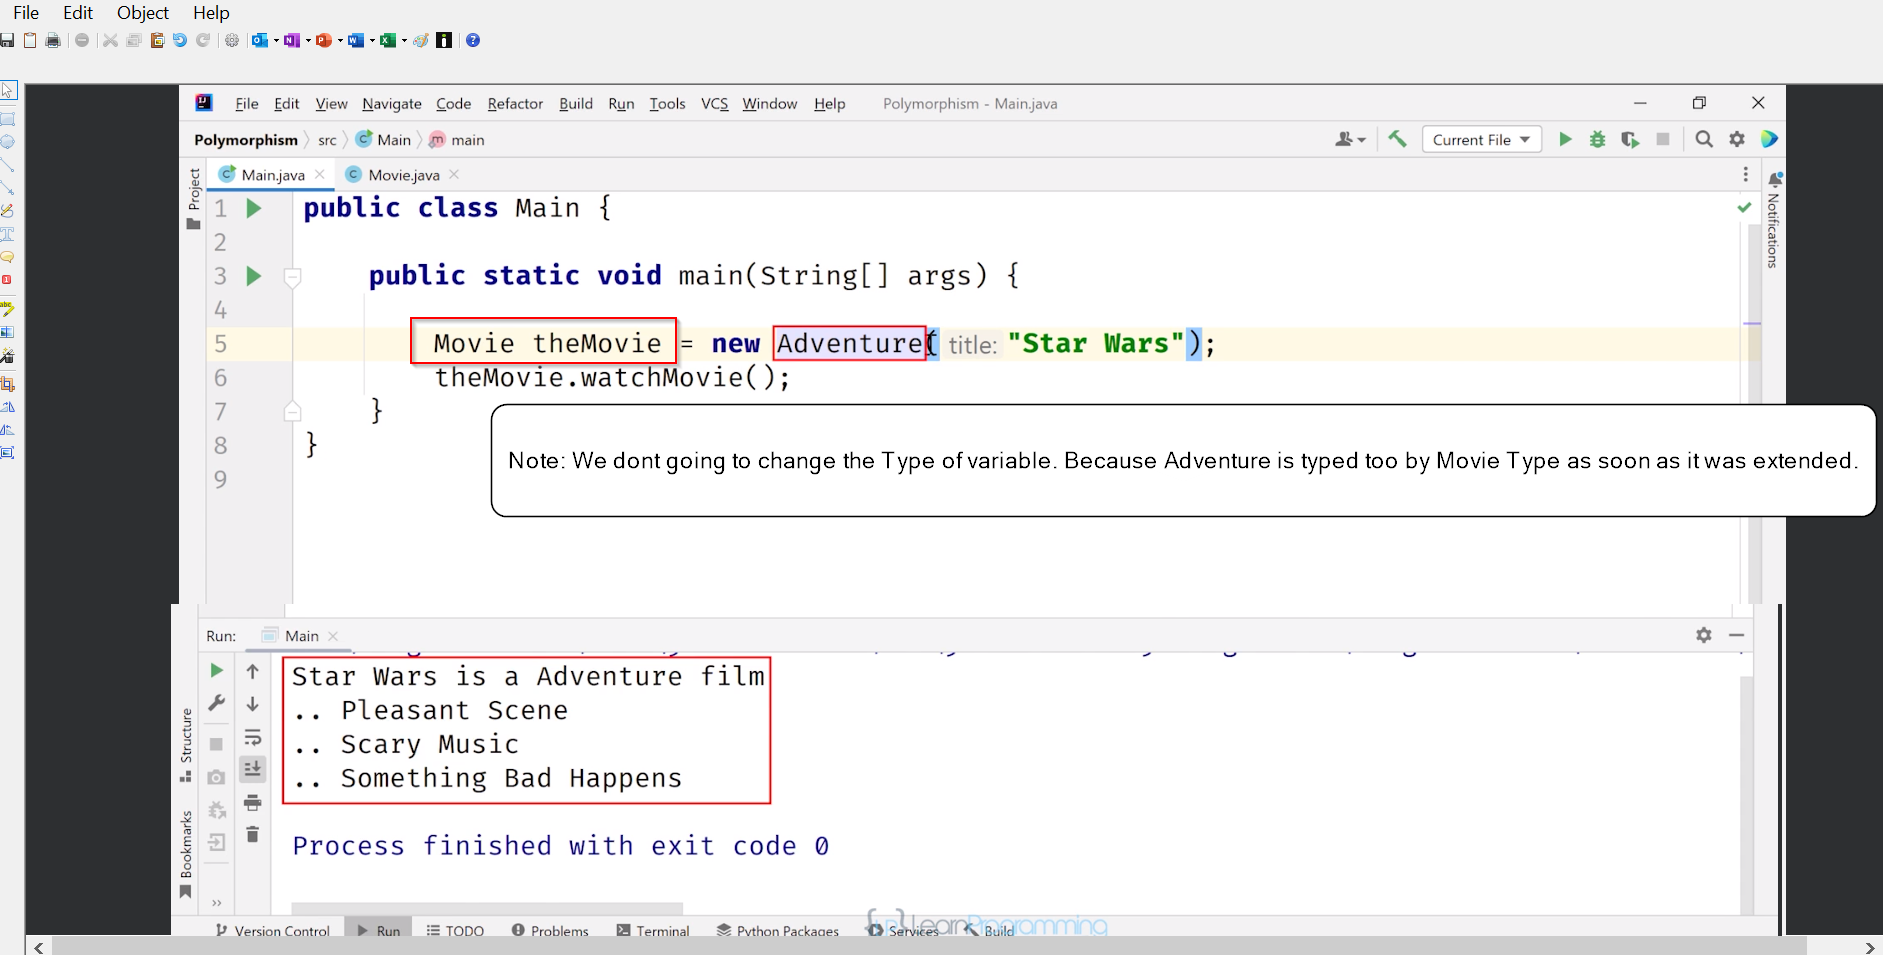 File Edit Object Help
File Edit View Navigate Code Refactor Build Run Tools VCS Window Help Polymorphism - Main.java
Polymorphism src Main main Current File
Main.java Movie.java
Project
Notifications
1 public class Main {
2
3 public static void main(String[] args) {
4
5 Movie theMovie = new Adventure( title: "Star Wars");
6 theMovie.watchMovie();
7 }
8 }
9
Note: We dont going to change the Type of variable. Because Adventure is typed too by Movie Type as soon as it was extended.
Run: Main
Star Wars is a Adventure film
.. Pleasant Scene
.. Scary Music
.. Something Bad Happens
Process finished with exit code 0
Structure
Bookmarks
LearnProgramming
Version Control Run TODO Problems Terminal Python Packages Services Build